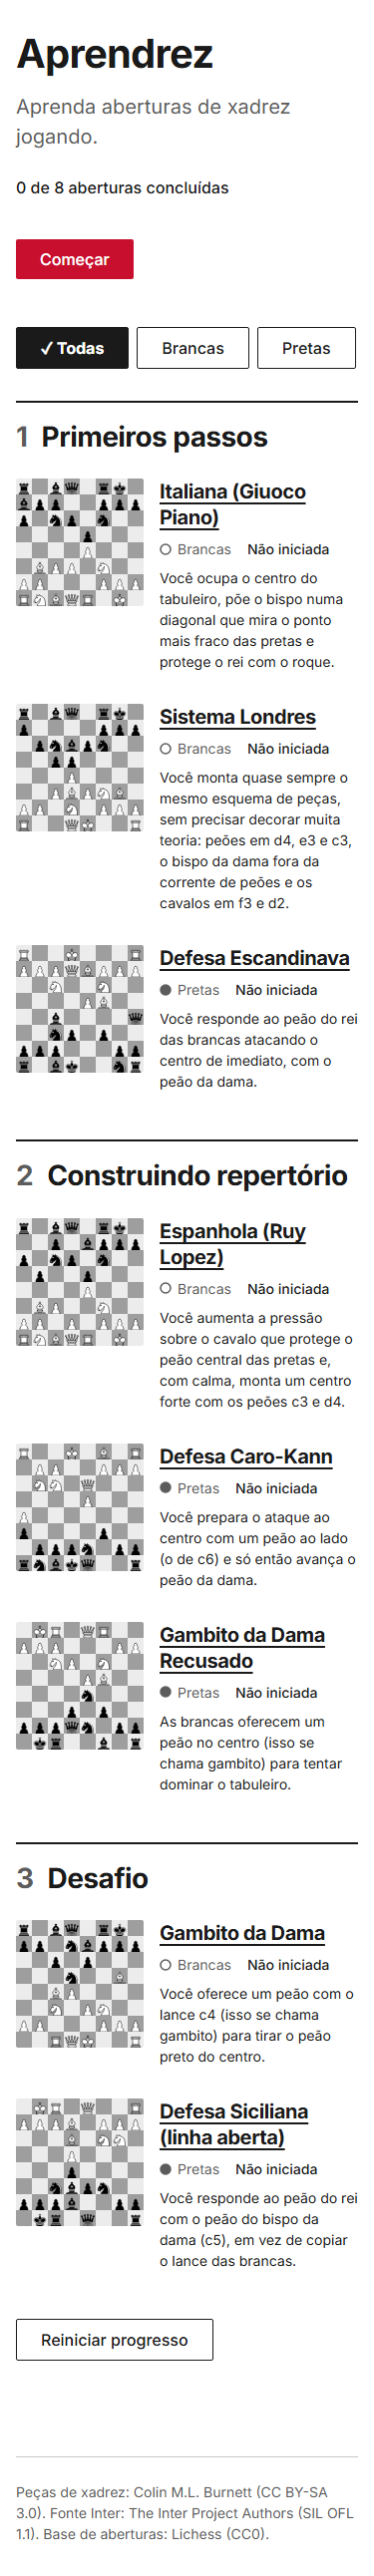 Aprendrez
Aprenda aberturas de xadrez
jogando.
0 de 8 aberturas concluídas
Começar
✓ Todas
Brancas
Pretas
1 Primeiros passos
Italiana (Giuoco
Piano)
Brancas Não iniciada
Você ocupa o centro do
tabuleiro, põe o bispo numa
diagonal que mira o ponto
mais fraco das pretas e
protege o rei com o roque.
Sistema Londres
Brancas Não iniciada
Você monta quase sempre o
mesmo esquema de peças,
sem precisar decorar muita
teoria: peões em d4, e3 e c3,
o bispo da dama fora da
corrente de peões e os
cavalos em f3 e d2.
Defesa Escandinava
Pretas Não iniciada
Você responde ao peão do rei
das brancas atacando o
centro de imediato, com o
peão da dama.
2 Construindo repertório
Espanhola (Ruy
Lopez)
Brancas Não iniciada
Você aumenta a pressão
sobre o cavalo que protege o
peão central das pretas e,
com calma, monta um centro
forte com os peões c3 e d4.
Defesa Caro-Kann
Pretas Não iniciada
Você prepara o ataque ao
centro com um peão ao lado
(o de c6) e só então avança o
peão da dama.
Gambito da Dama
Recusado
Pretas Não iniciada
As brancas oferecem um
peão no centro (isso se
chama gambito) para tentar
dominar o tabuleiro.
3 Desafio
Gambito da Dama
Brancas Não iniciada
Você oferece um peão com o
lance c4 (isso se chama
gambito) para tirar o peão
preto do centro.
Defesa Siciliana
(linha aberta)
Pretas Não iniciada
Você responde ao peão do rei
com o peão do bispo da
dama (c5), em vez de copiar
o lance das brancas.
Reiniciar progresso
Peças de xadrez: Colin M.L. Burnett (CC BY-SA
3.0). Fonte Inter: The Inter Project Authors (SIL OFL
1.1). Base de aberturas: Lichess (CC0).